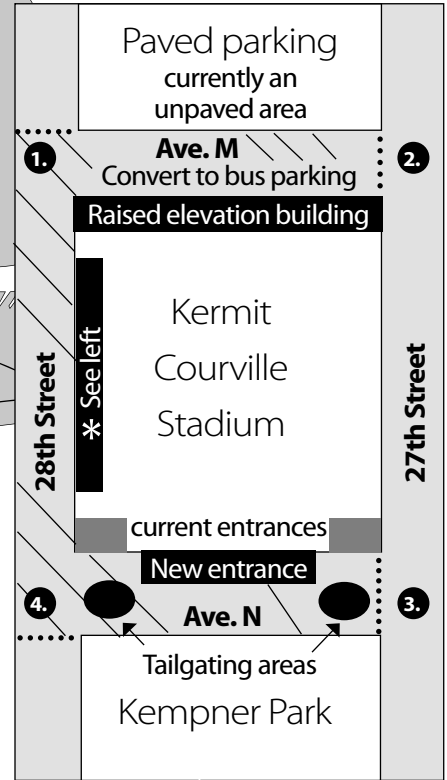 Paved parking
currently an
unpaved area
1.
Ave. M
2.
Convert to bus parking
Raised elevation building
Kermit
Courville
Stadium
* See left
28th Street
27th Street
current entrances
New entrance
4.
Ave. N
3.
Tailgating areas
Kempner Park